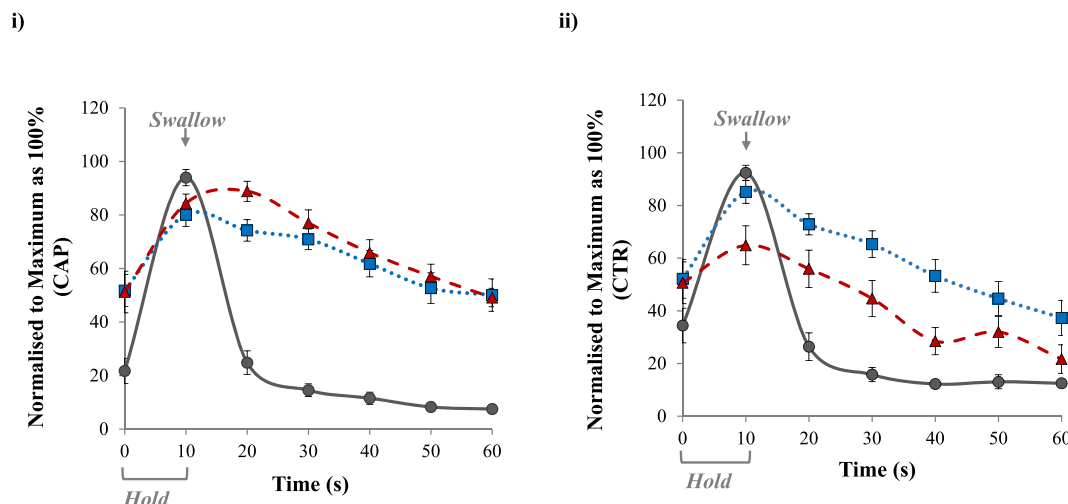 i)
Normalised to Maximum as 100%
(CAP)
120
100
80
60
40
20
0
Swallow
0 10 20 30 40 50 60
Hold
Time (s)
ii)
Normalised to Maximum as 100%
(CTR)
120
100
80
60
40
20
0
Swallow
0 10 20 30 40 50 60
Hold
Time (s)